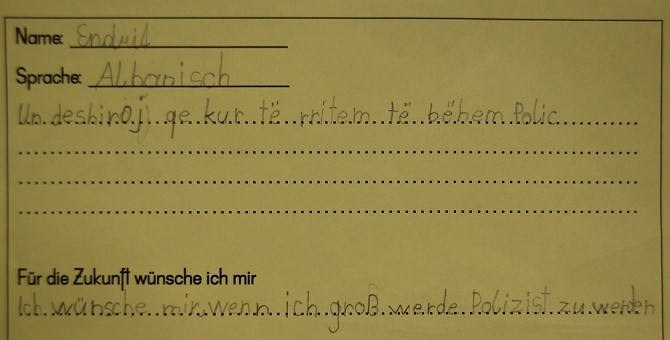 Name: Endrit
Sprache: Albanisch
Un deshiroj qe kur të rritem të bëhem Polic
Für die Zukunft wünsche ich mir
Ich wünsche mir, wenn ich groß werde Polizist zu werden